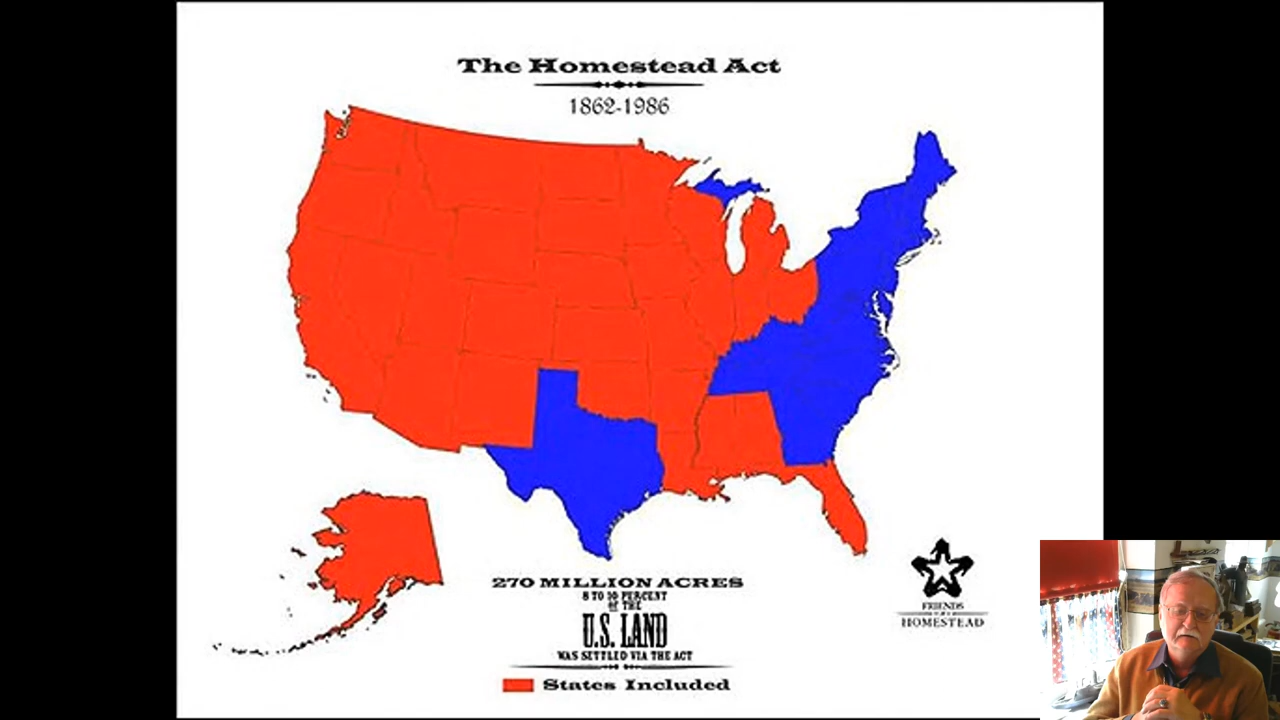 The Homestead Act
1862-1986
270 MILLION ACRES
8 TO 10 PERCENT
OF THE
U.S. LAND
WAS SETTLED VIA THE ACT
States Included
FRIENDS
HOMESTEAD